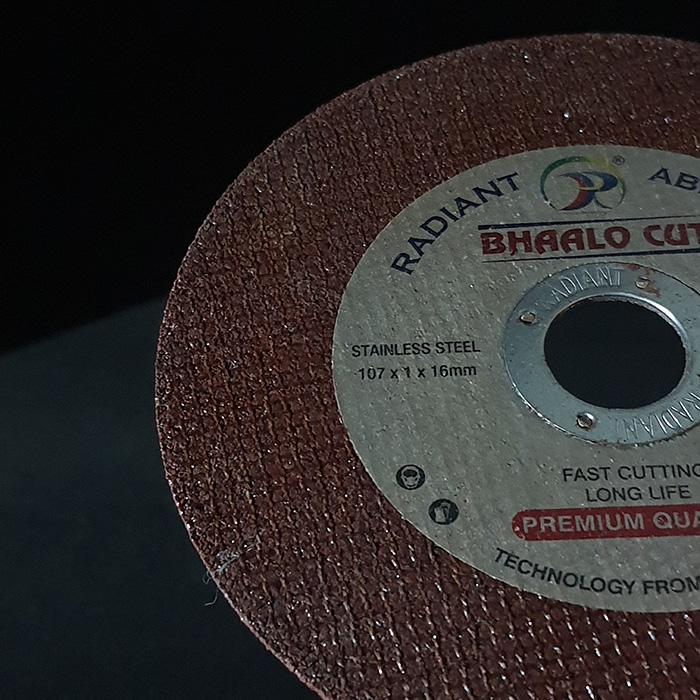 RADIANT AB
®
BHAALO CUT
RADIANT
STAINLESS STEEL
107 x 1 x 16mm
RADIANT
FAST CUTTING
LONG LIFE
PREMIUM QUA
TECHNOLOGY FROM